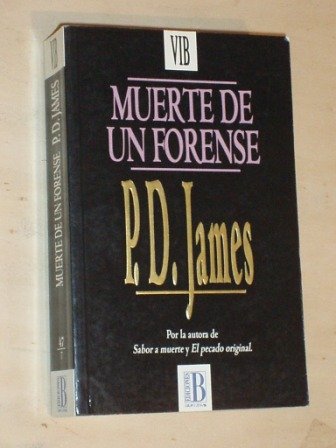 VIB
MUERTE DE
UN FORENSE
P. D. James
Por la autora de
Sabor a muerte y El pecado original.
EDICIONES
B
B
MUERTE DE UN FORENSE P. D. JAMES
B